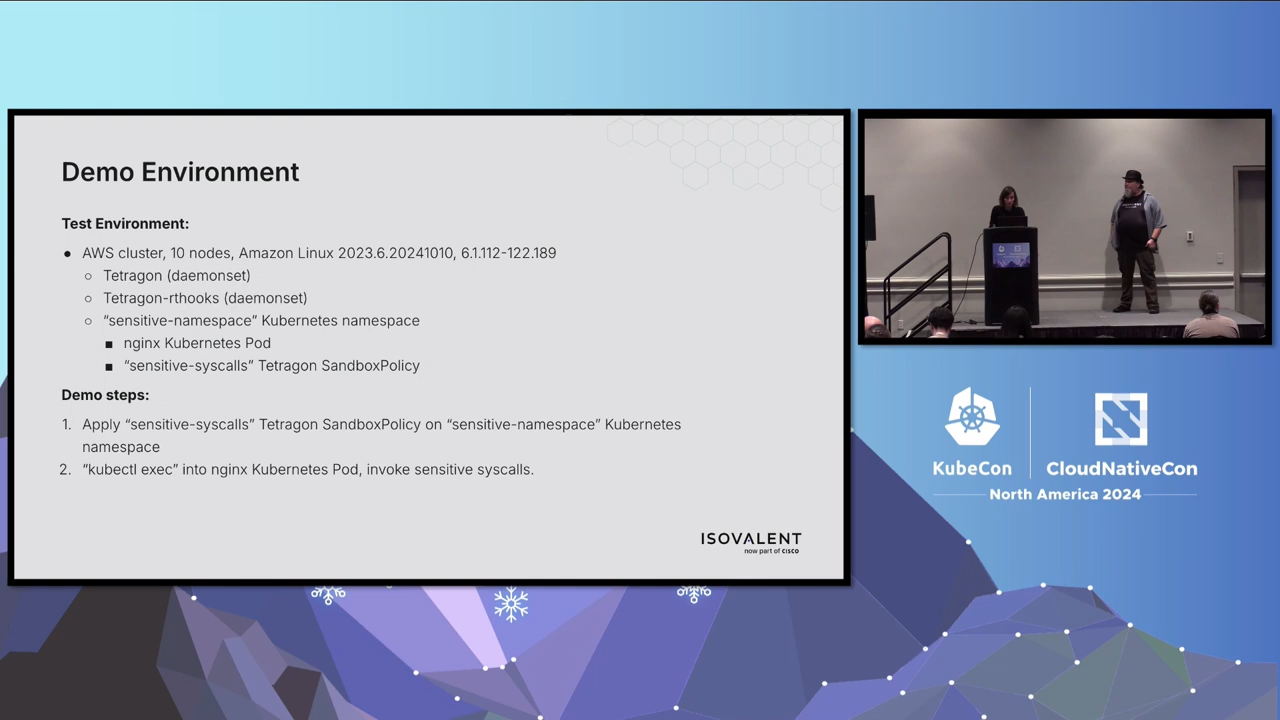 Demo Environment
Test Environment:
● AWS cluster, 10 nodes, Amazon Linux 2023.6.20241010, 6.1.112-122.189
○ Tetragon (daemonset)
○ Tetragon-rthooks (daemonset)
○ “sensitive-namespace” Kubernetes namespace
■ nginx Kubernetes Pod
■ “sensitive-syscalls” Tetragon SandboxPolicy
Demo steps:
1. Apply “sensitive-syscalls” Tetragon SandboxPolicy on “sensitive-namespace” Kubernetes
namespace
2. “kubectl exec” into nginx Kubernetes Pod, invoke sensitive syscalls.
ISOVALENT
now part of CISCO
KubeCon
CloudNativeCon
North America 2024